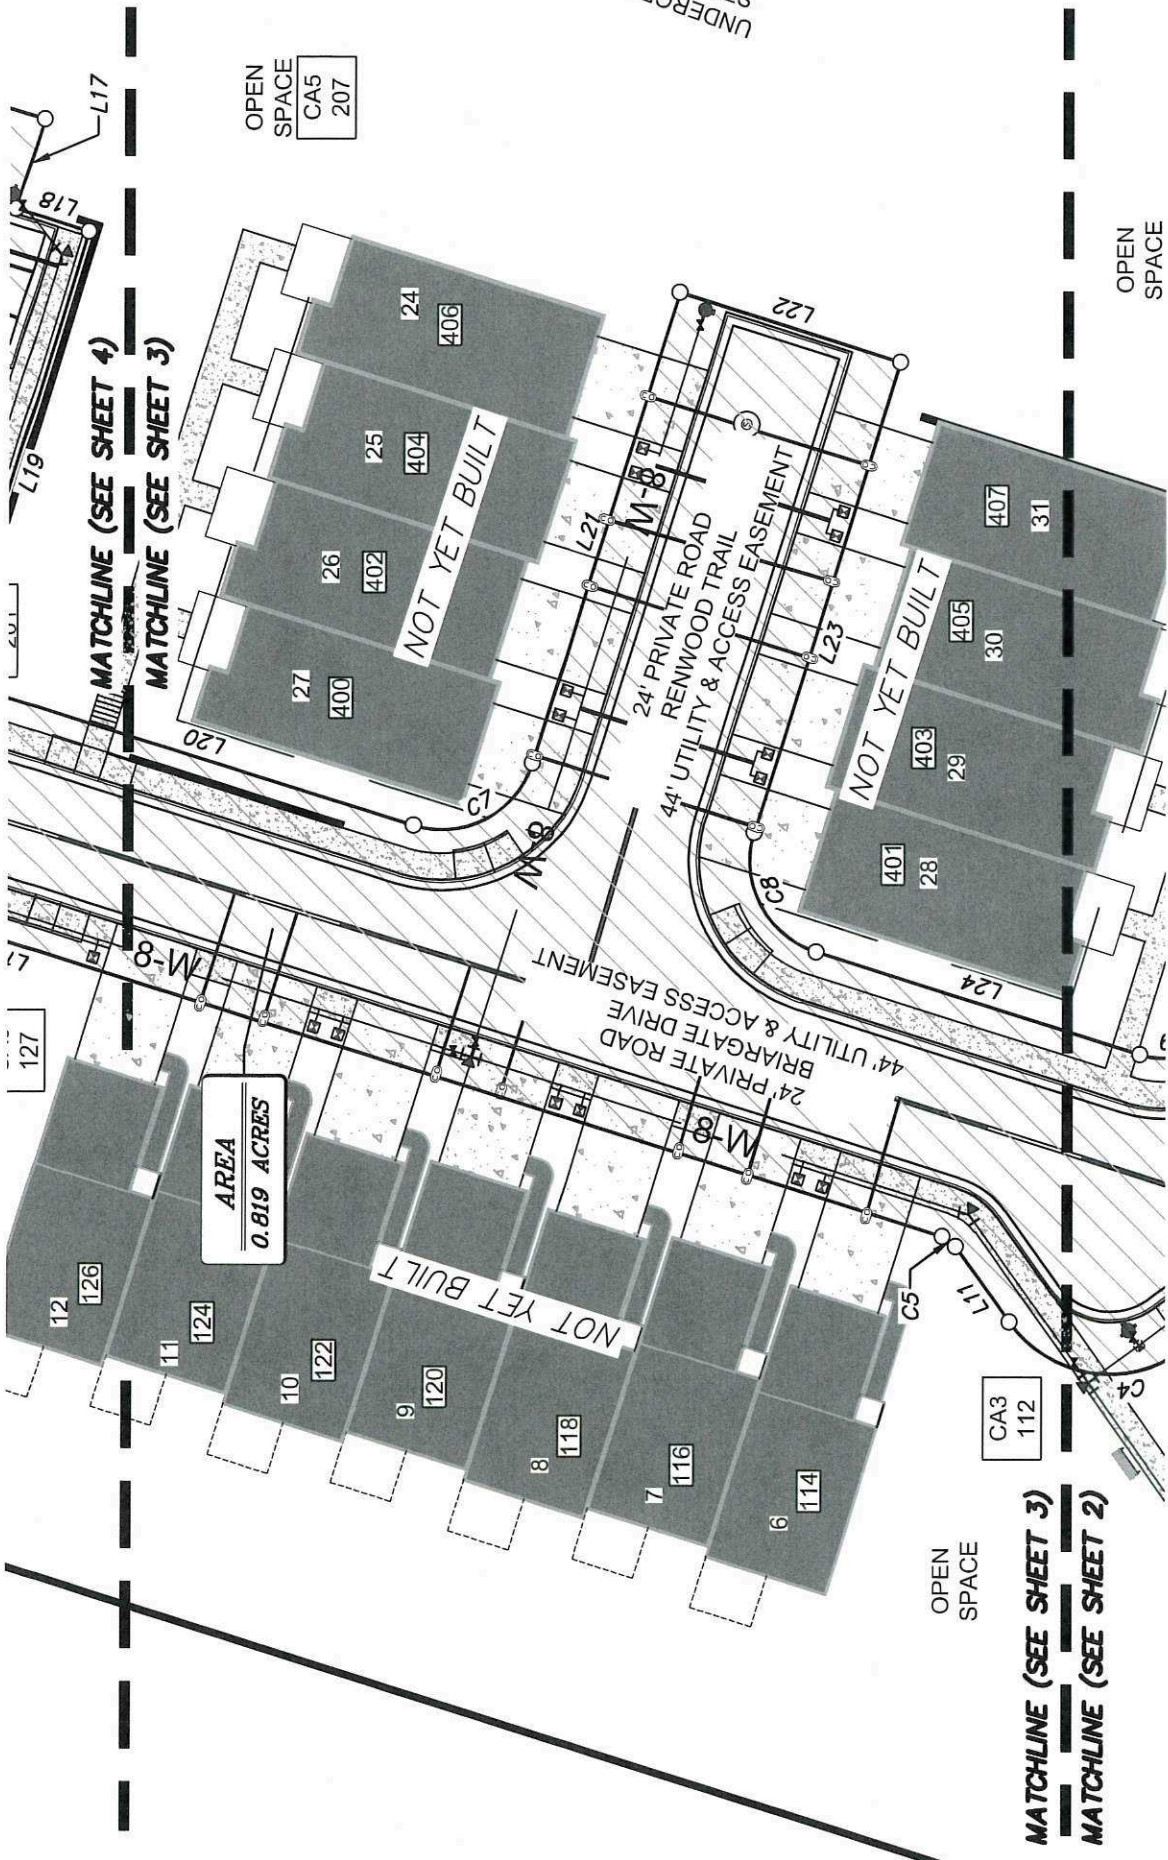 UNDERGR
L17
OPEN
SPACE
CA5
207
L18
L19
MATCHLINE (SEE SHEET 4)
MATCHLINE (SEE SHEET 3)
24
406
25
404
26
402
27
400
NOT YET BUILT
L20
C7
L21
L22
M-8
M-8
24' PRIVATE ROAD
RENWOOD TRAIL
44' UTILITY & ACCESS EASEMENT
L23
C8
L24
OPEN
SPACE
407
31
405
30
403
29
401
28
NOT YET BUILT
127
M-8
24' PRIVATE ROAD
BRIARGATE DRIVE
44' UTILITY & ACCESS EASEMENT
M-8
AREA
0.819 ACRES
12
126
11
124
10
122
9
120
8
118
7
116
6
114
NOT YET BUILT
C5
L11
C4
CA3
112
OPEN
SPACE
MATCHLINE (SEE SHEET 3)
MATCHLINE (SEE SHEET 2)